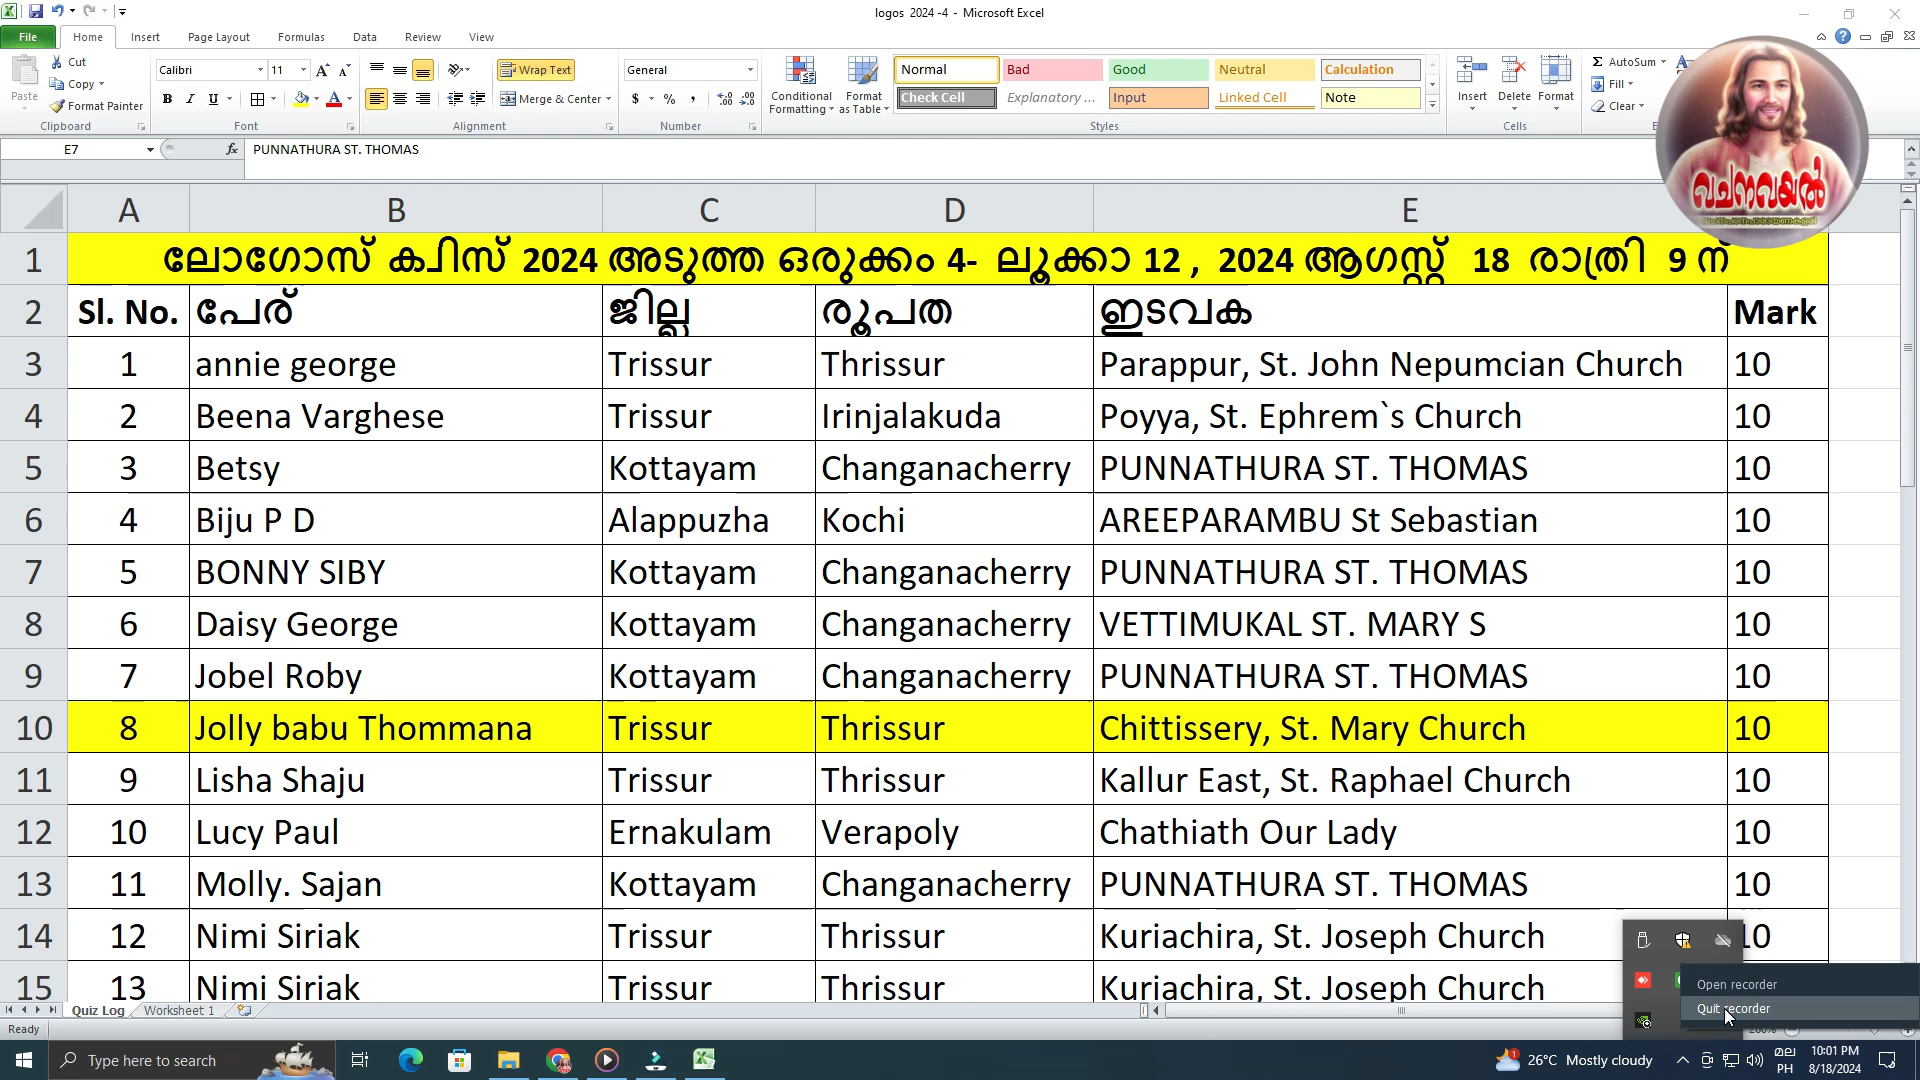 logos 2024 -4 - Microsoft Excel
File Home Insert Page Layout Formulas Data Review View
Paste Cut Copy Format Painter Clipboard
Calibri 11 B I U Font
Wrap Text Merge & Center Alignment
General $ % , Number
Conditional Formatting Format as Table
Normal Bad Good Neutral Calculation
Check Cell Explanatory ... Input Linked Cell Note
Styles
Insert Delete Format Cells
AutoSum Fill Clear
E7 fx PUNNATHURA ST. THOMAS
വചനവയൽ
A B C D E
1 ലോഗോസ് ക്വിസ് 2024 അടുത്ത ഒരുക്കം 4- ലൂക്കാ 12 , 2024 ആഗസ്റ്റ് 18 രാത്രി 9 ന്
2 Sl. No. പേര് ജില്ല രൂപത ഇടവക Mark
3 1 annie george Trissur Thrissur Parappur, St. John Nepumcian Church 10
4 2 Beena Varghese Trissur Irinjalakuda Poyya, St. Ephrem`s Church 10
5 3 Betsy Kottayam Changanacherry PUNNATHURA ST. THOMAS 10
6 4 Biju P D Alappuzha Kochi AREEPARAMBU St Sebastian 10
7 5 BONNY SIBY Kottayam Changanacherry PUNNATHURA ST. THOMAS 10
8 6 Daisy George Kottayam Changanacherry VETTIMUKAL ST. MARY S 10
9 7 Jobel Roby Kottayam Changanacherry PUNNATHURA ST. THOMAS 10
10 8 Jolly babu Thommana Trissur Thrissur Chittissery, St. Mary Church 10
11 9 Lisha Shaju Trissur Thrissur Kallur East, St. Raphael Church 10
12 10 Lucy Paul Ernakulam Verapoly Chathiath Our Lady 10
13 11 Molly. Sajan Kottayam Changanacherry PUNNATHURA ST. THOMAS 10
14 12 Nimi Siriak Trissur Thrissur Kuriachira, St. Joseph Church 10
15 13 Nimi Siriak Trissur Thrissur Kuriachira, St. Joseph Church
Open recorder
Quit recorder
Quiz Log Worksheet 1
Ready
Type here to search 26°C Mostly cloudy മല PH 10:01 PM 8/18/2024